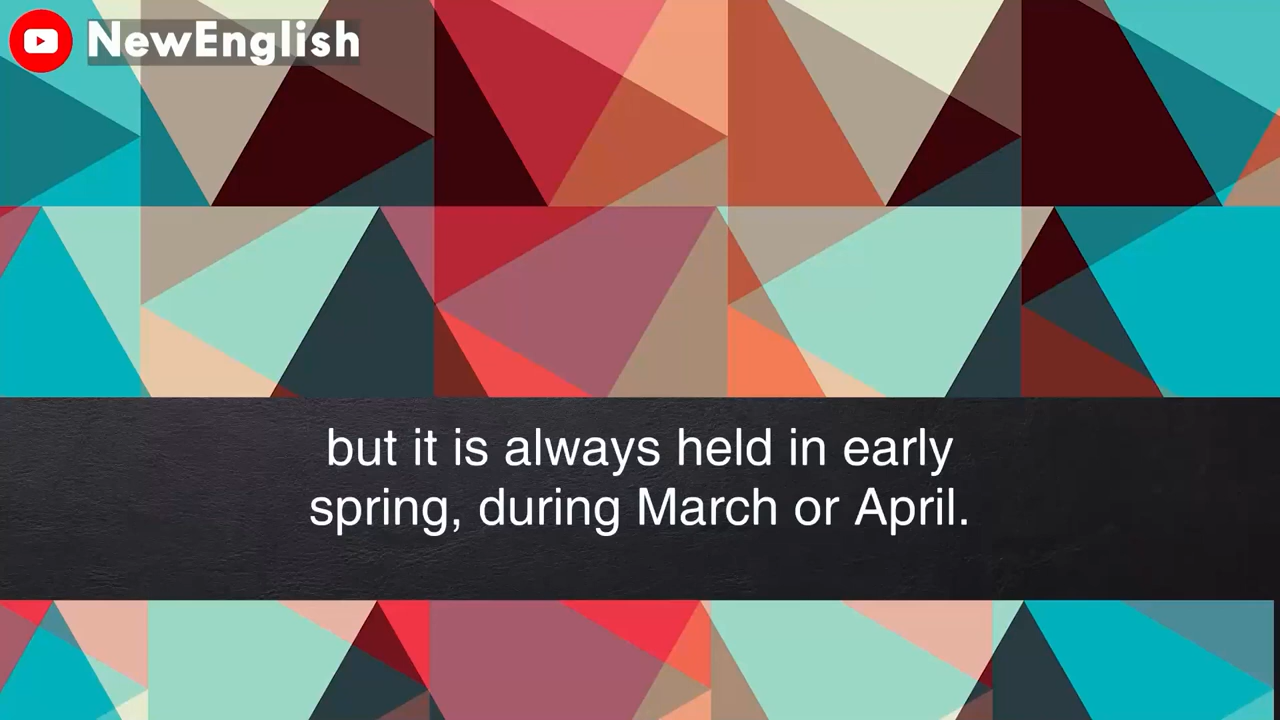 NewEnglish
but it is always held in early
spring, during March or April.